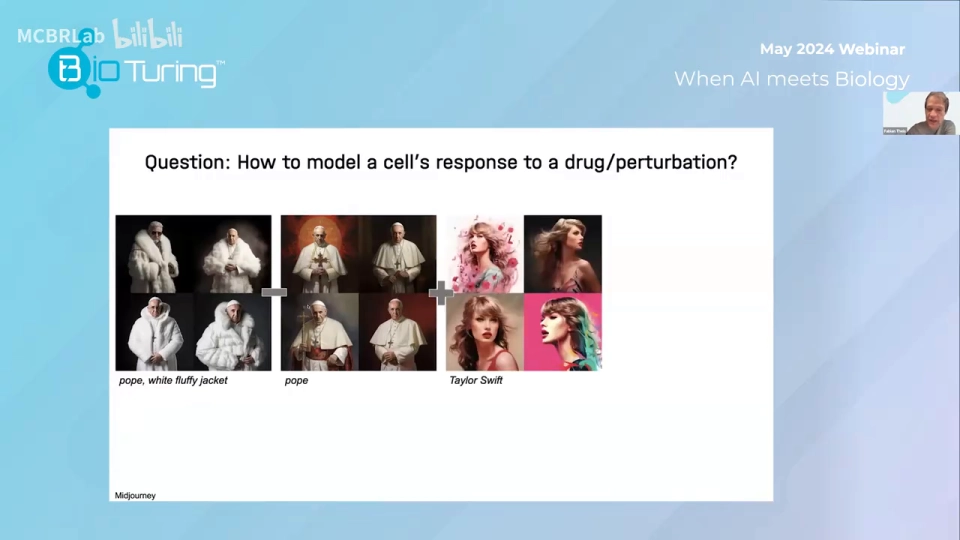 MCBRLab bilibili
BioTuring™
May 2024 Webinar
When AI meets Biology
Question: How to model a cell's response to a drug/perturbation?
pope, white fluffy jacket
pope
Taylor Swift
Midjourney